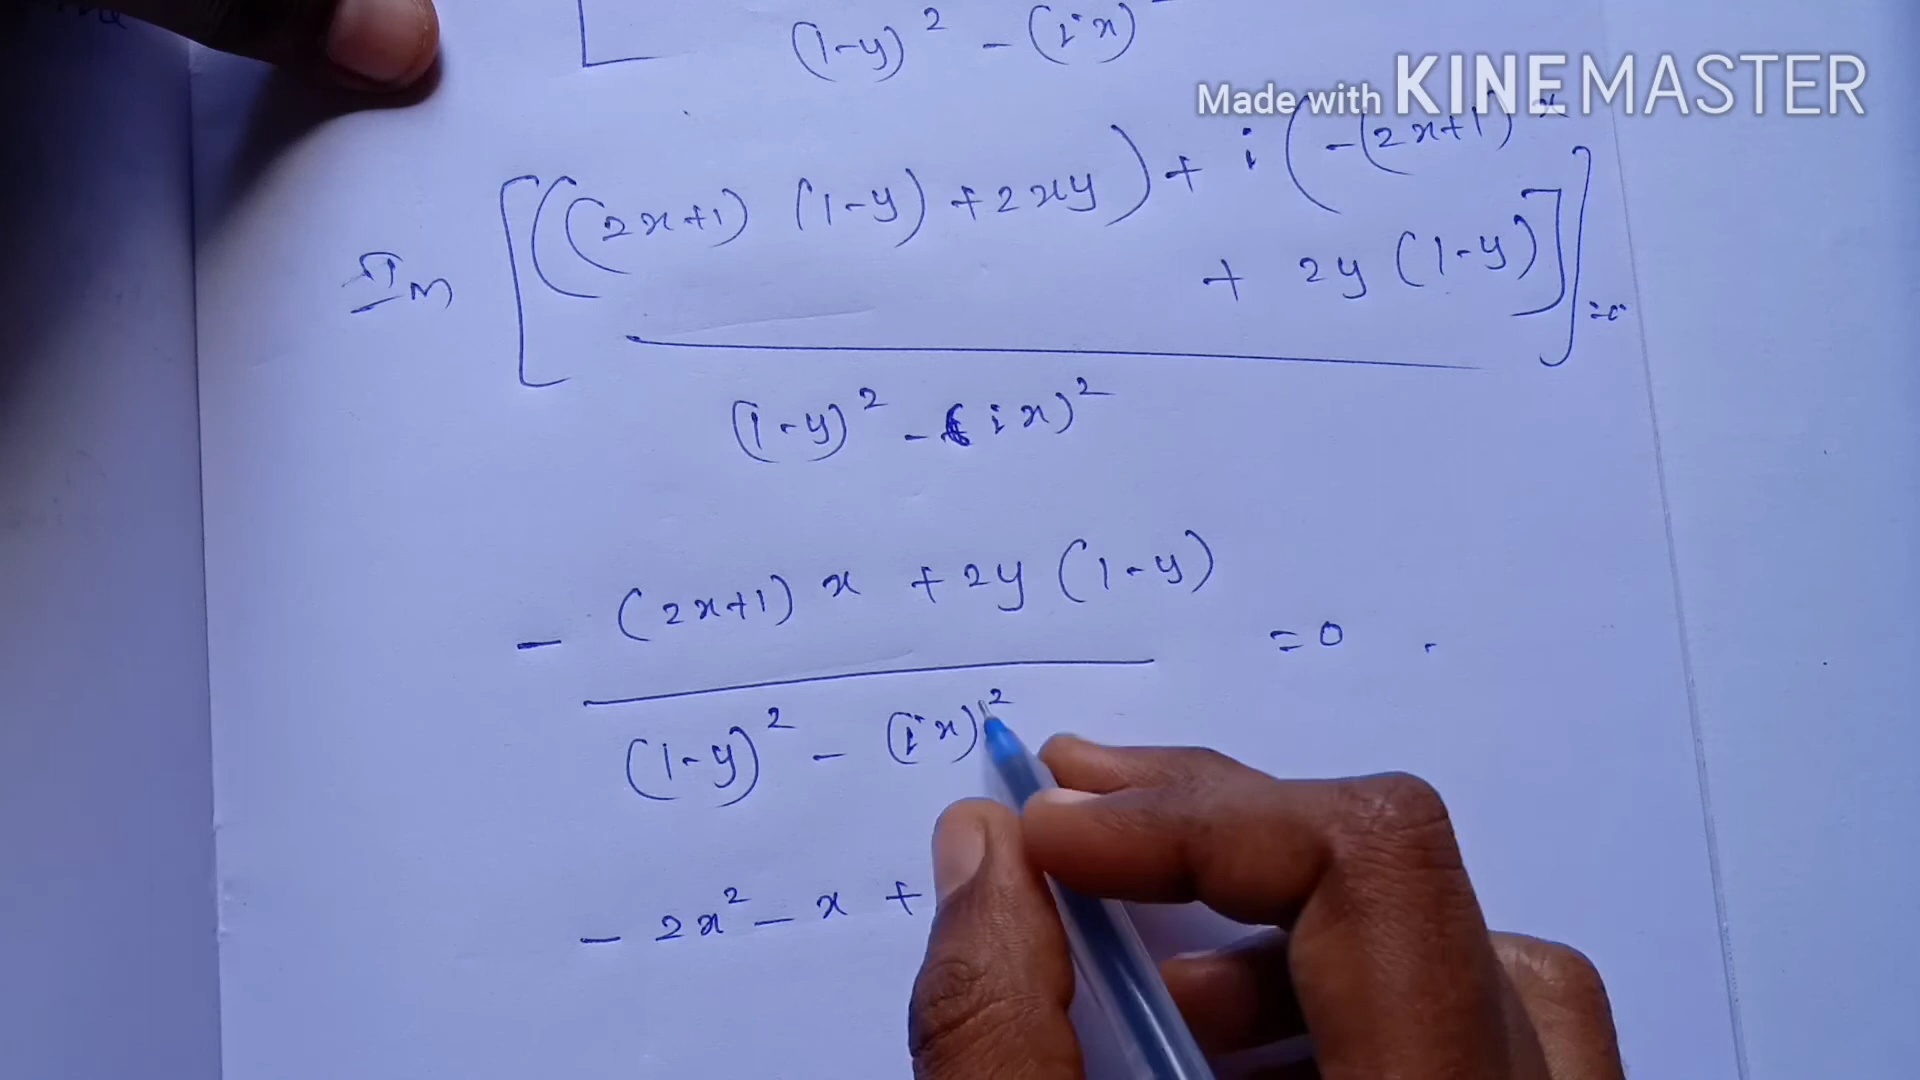 (1-y)² - (ix)
Made with KINEMASTER
Im [((2x+1) (1-y) + 2xy) + i(-(2x+1) x
+ 2y (1-y)]] =0
(1-y)² - (ix)²
- (2x+1) x + 2y (1-y)
= 0 .
(1-y)² - (ix)²
- 2x² - x +